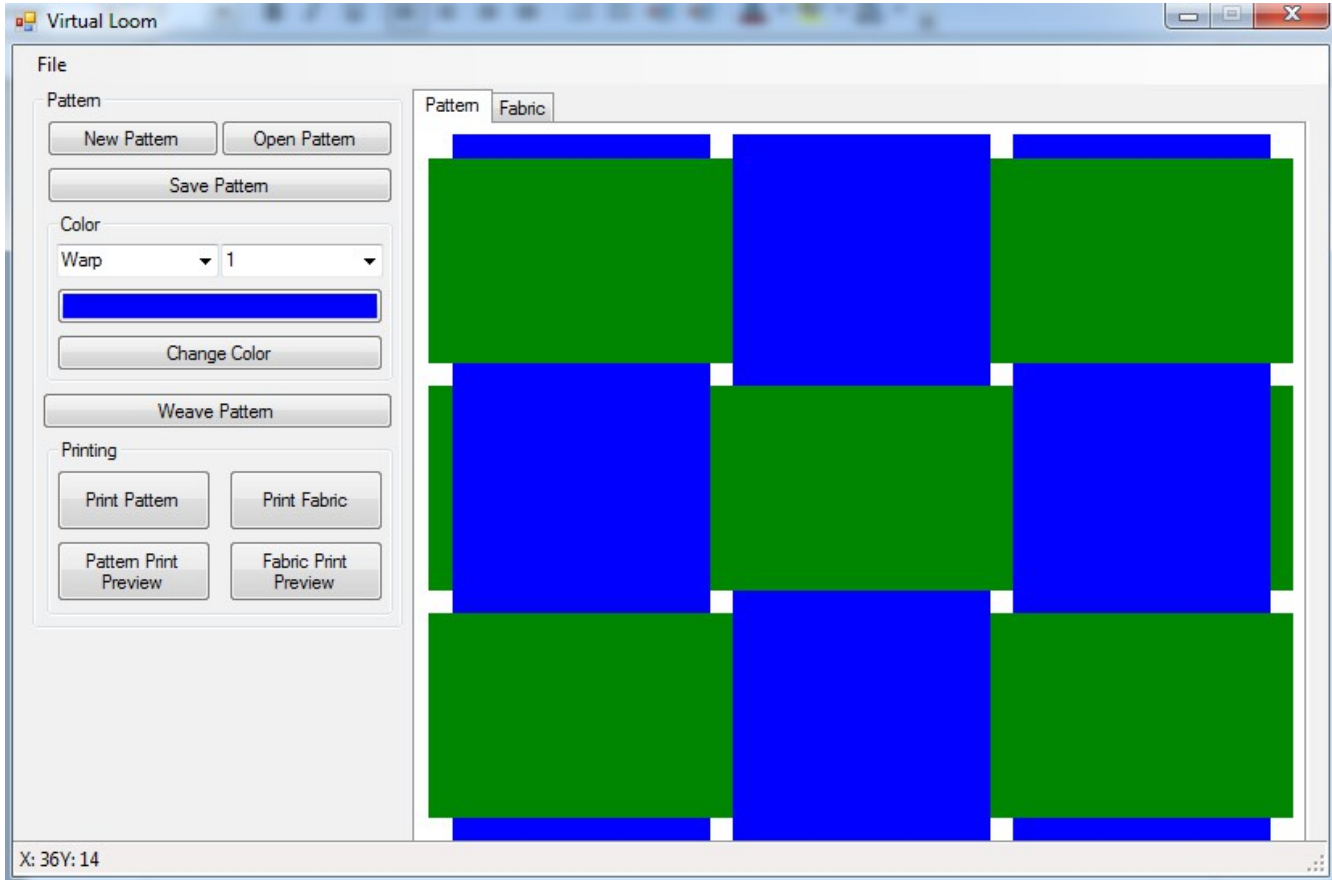 Virtual Loom
File
Pattern
New Pattern
Open Pattern
Save Pattern
Color
Warp
1
Change Color
Weave Pattern
Printing
Print Pattern
Print Fabric
Pattern Print
Preview
Fabric Print
Preview
Pattern
Fabric
X: 36Y: 14